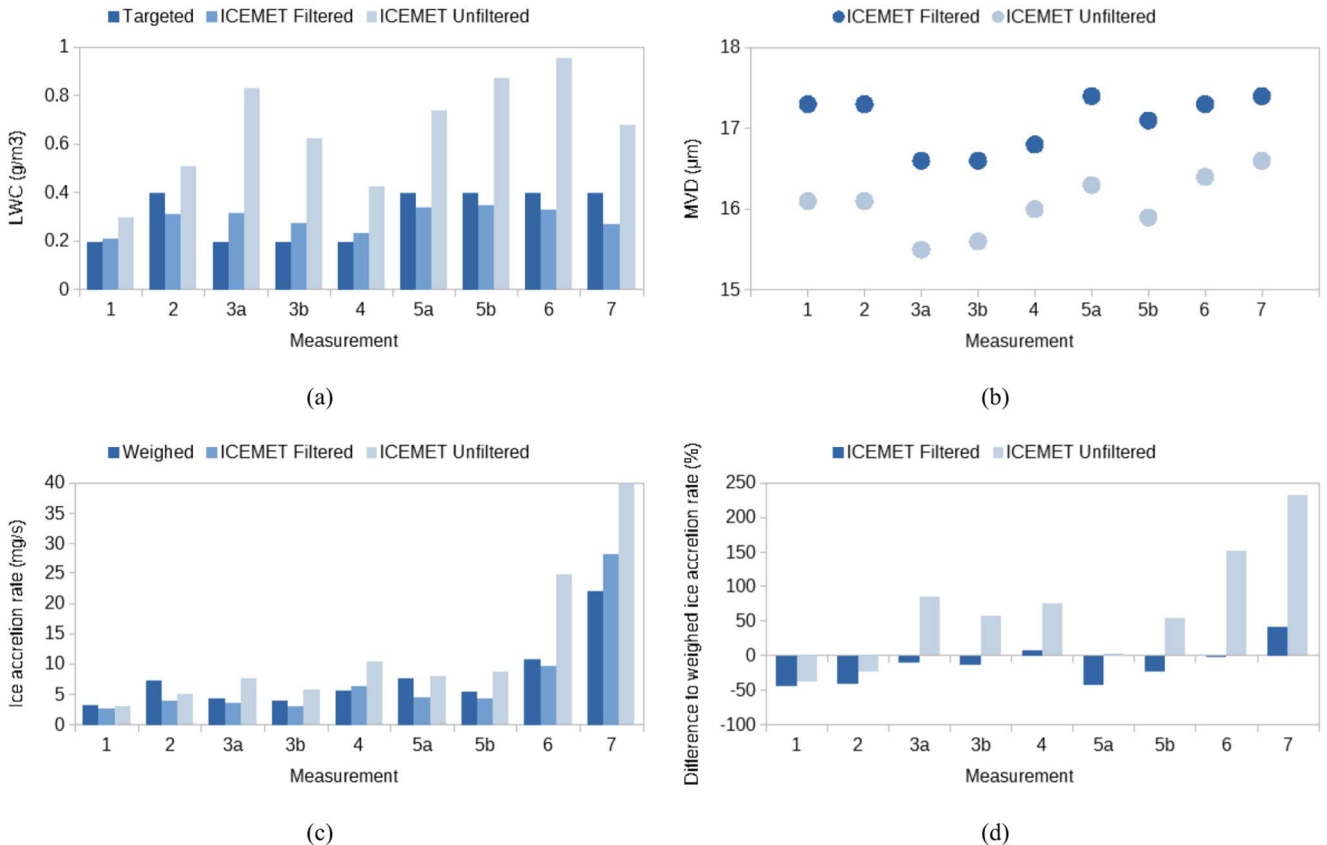 Targeted ICEMET Filtered ICEMET Unfiltered
LWC (g/m3)
1
0.8
0.6
0.4
0.2
0
1 2 3a 3b 4 5a 5b 6 7
Measurement
(a)
ICEMET Filtered ICEMET Unfiltered
MVD (µm)
18
17
16
15
1 2 3a 3b 4 5a 5b 6 7
Measurement
(b)
Weighed ICEMET Filtered ICEMET Unfiltered
Ice accretion rate (mg/s)
40
35
30
25
20
15
10
5
0
1 2 3a 3b 4 5a 5b 6 7
Measurement
(c)
ICEMET Filtered ICEMET Unfiltered
Difference to weighed ice accretion rate (%)
250
200
150
100
50
0
-50
-100
1 2 3a 3b 4 5a 5b 6 7
Measurement
(d)